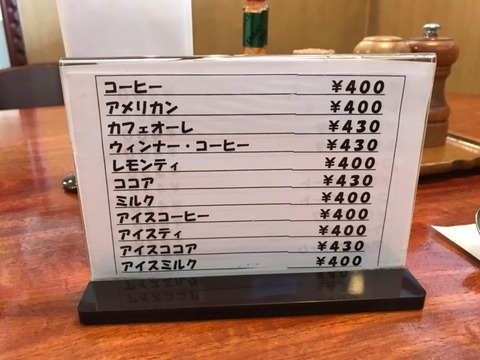 コーヒー ¥400
アメリカン ¥400
カフェオーレ ¥430
ウィンナー・コーヒー ¥430
レモンティ ¥400
ココア ¥430
ミルク ¥400
アイスコーヒー ¥400
アイスティ ¥400
アイスココア ¥430
アイスミルク ¥400